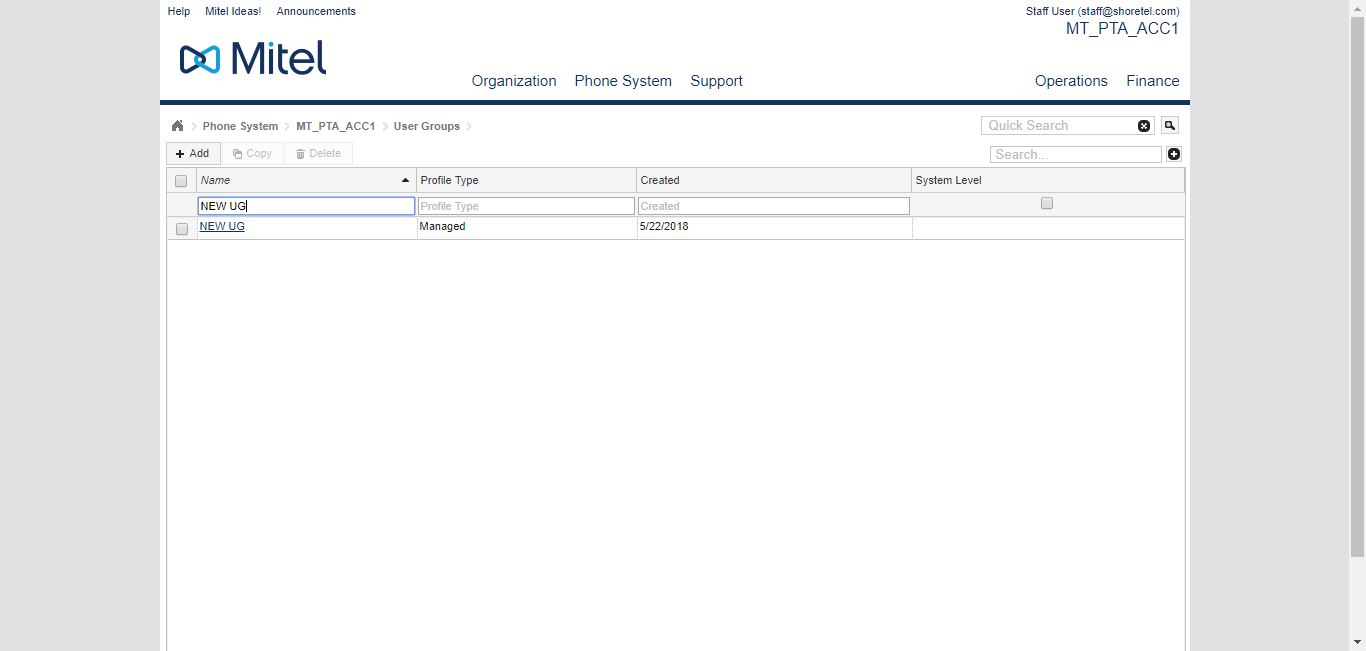 Help Mitel Ideas! Announcements Staff User (staff@shoretel.com)
MT_PTA_ACC1
Mitel
Organization Phone System Support Operations Finance
Phone System MT_PTA_ACC1 User Groups Quick Search
Add Copy Delete Search...
Name Profile Type Created System Level
NEW UG Profile Type Created
NEW UG Managed 5/22/2018